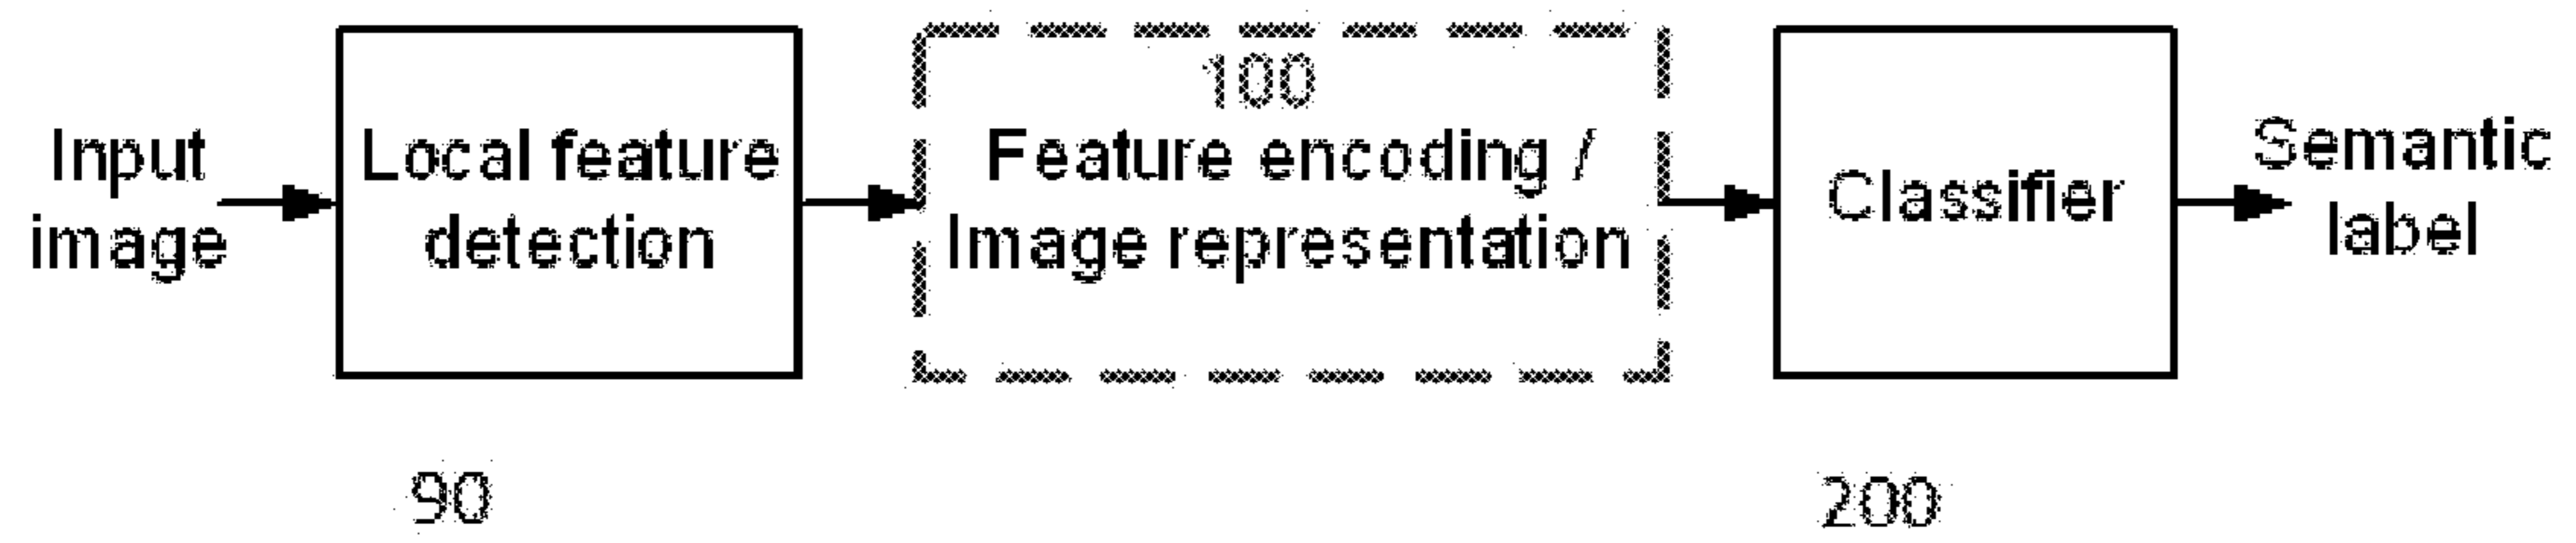 Input
image
Local feature
detection
100
Feature encoding /
Image representation
Classifier
Semantic
label
90
200